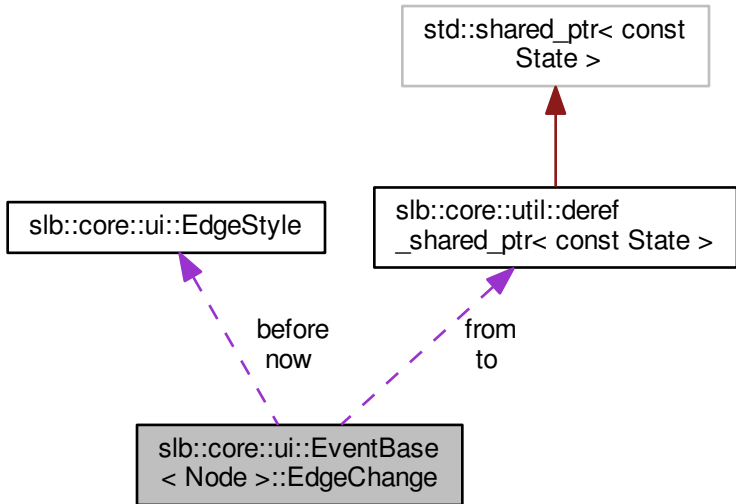 std::shared_ptr< const
State >
slb::core::ui::EdgeStyle
slb::core::util::deref
_shared_ptr< const State >
before
now
from
to
slb::core::ui::EventBase
< Node >::EdgeChange